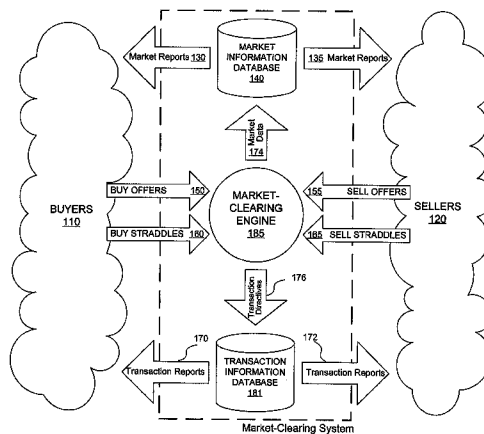 Market Reports 130
MARKET
INFORMATION
DATABASE
140
135 Market Reports
Market Data
174
BUY OFFERS 150
155 SELL OFFERS
BUYERS
110
MARKET-
CLEARING
ENGINE
185
SELLERS
120
BUY STRADDLES 160
165 SELL STRADDLES
176
Transaction
Directives
170
172
Transaction Reports
TRANSACTION
INFORMATION
DATABASE
181
Transaction Reports
Market-Clearing System